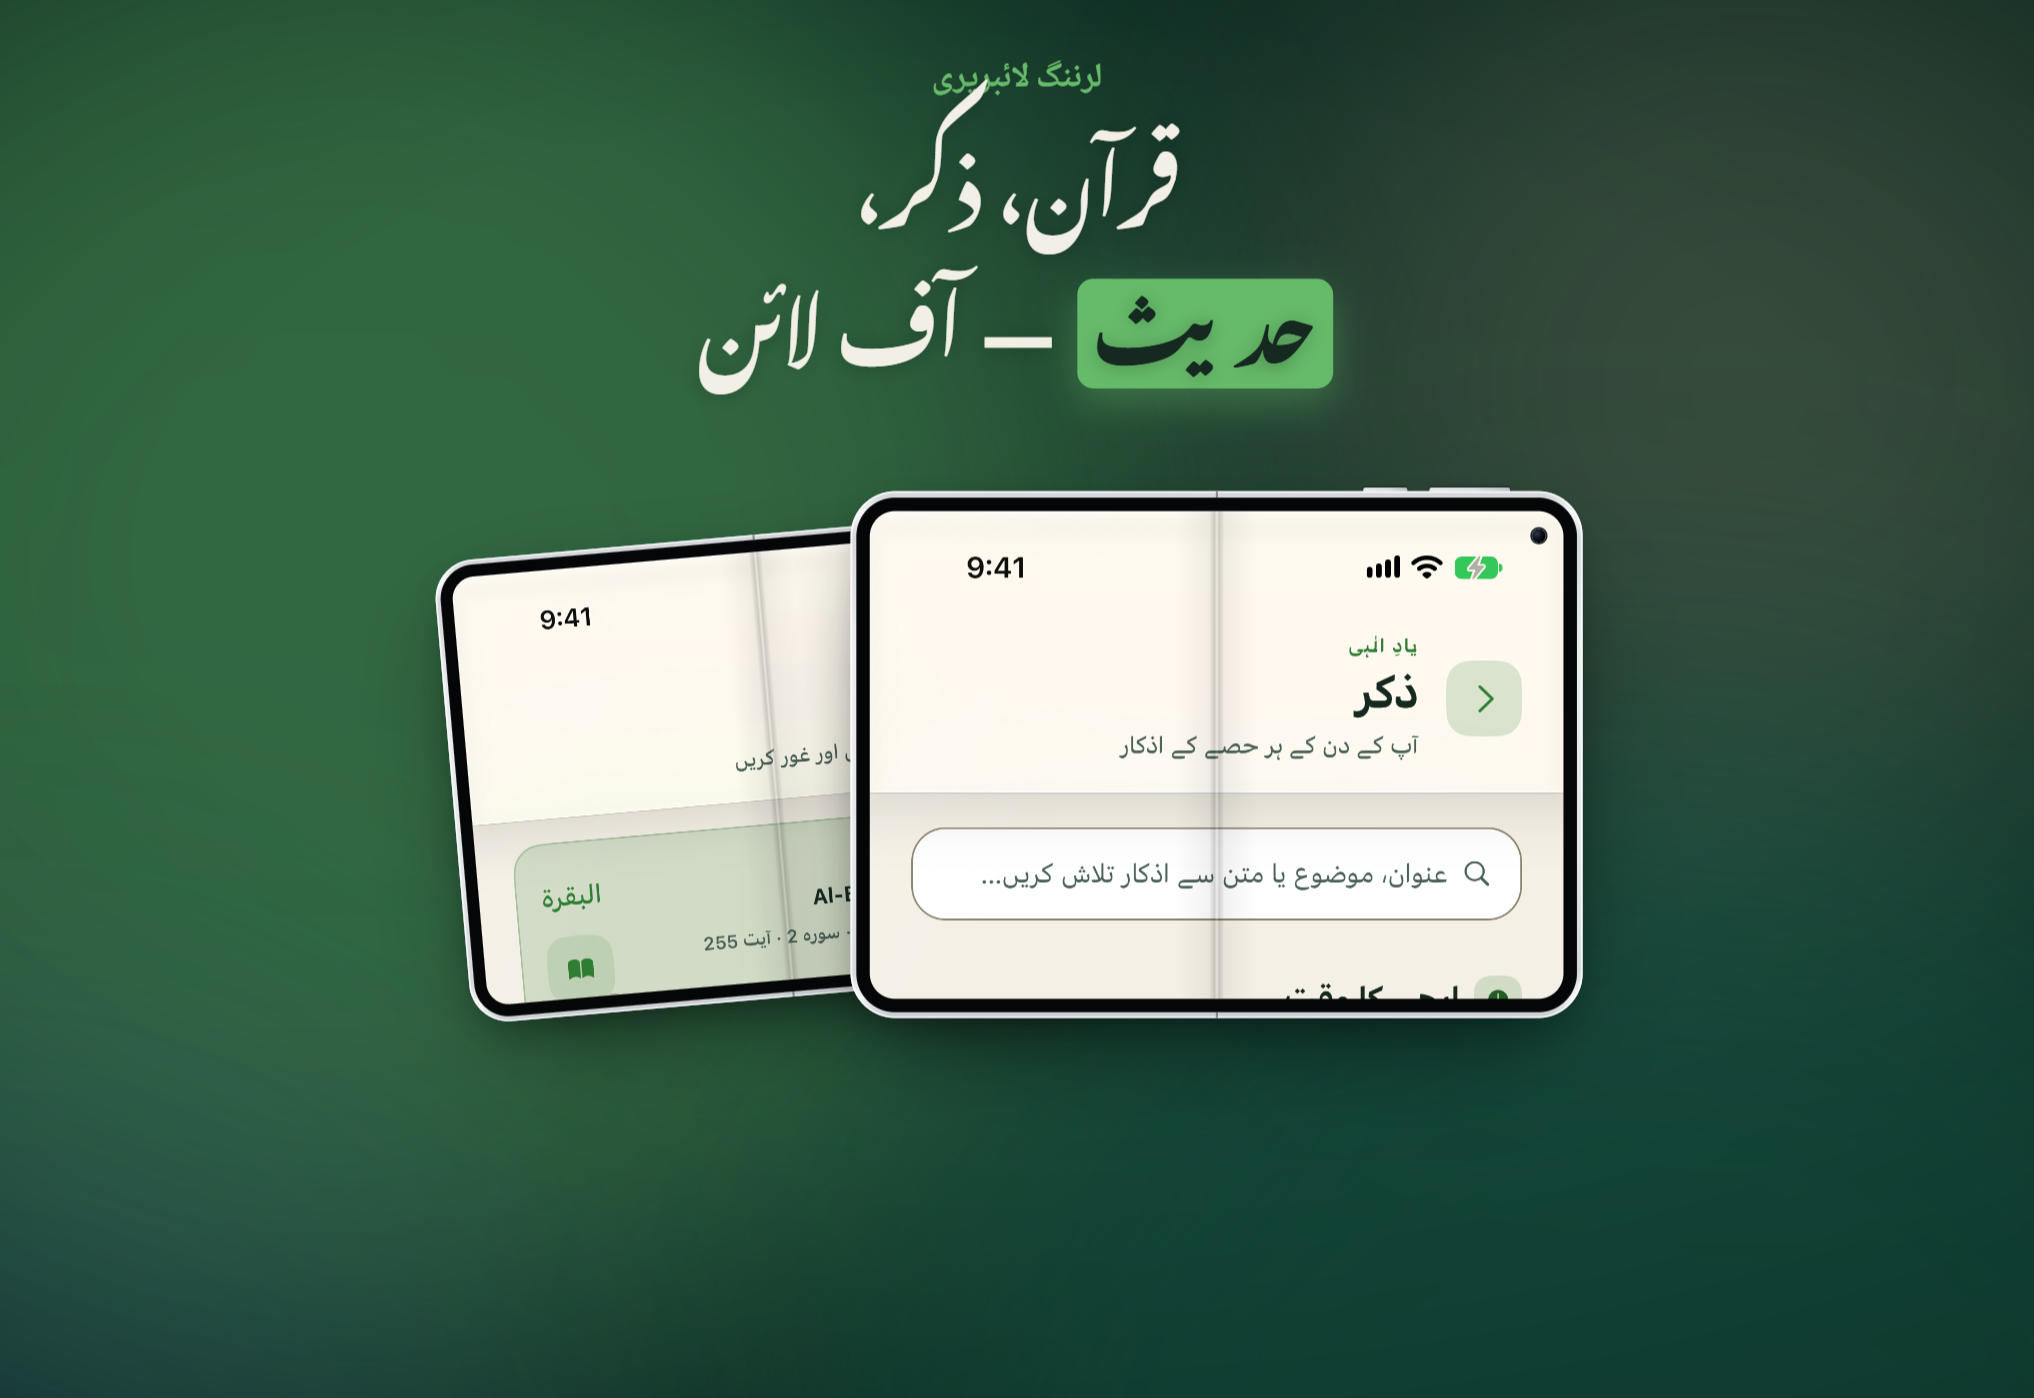 لرننگ لائبریری
قرآن، ذکر،
حدیث — آف لائن
9:41
یادِ الٰہی
ذکر
آپ کے دن کے ہر حصے کے اذکار
عنوان، موضوع یا متن سے اذکار تلاش کریں...
9:41
اور غور کریں
البقرة
سورہ 2 · آیت 255